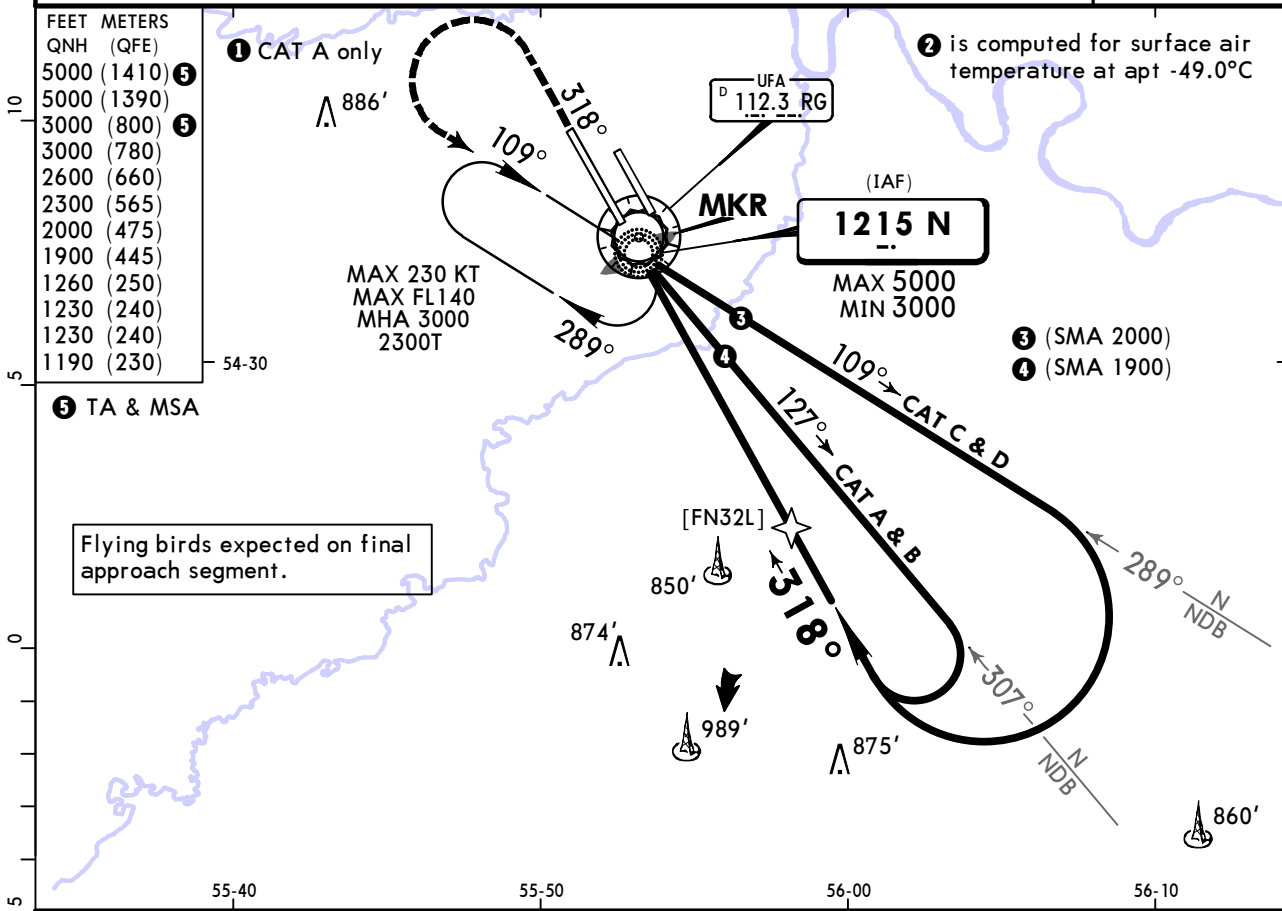 FEET METERS
QNH (QFE)
5000 (1410) 5
5000 (1390)
3000 (800) 5
3000 (780)
2600 (660)
2300 (565)
2000 (475)
1900 (445)
1260 (250)
1230 (240)
1230 (240)
1190 (230)
5 TA & MSA
1 CAT A only
2 is computed for surface air
temperature at apt -49.0°C
886'
318°
109°
UFA
D 112.3 RG
MKR
(IAF)
1215 N
MAX 5000
MIN 3000
MAX 230 KT
MAX FL140
MHA 3000
2300T
289°
3
4
3 (SMA 2000)
4 (SMA 1900)
54-30
109° CAT C & D
127° CAT A & B
[FN32L]
318°
Flying birds expected on final
approach segment.
850'
874'
989'
875'
860'
289° N
NDB
307° N
NDB
10
5
0
5
55-40
55-50
56-00
56-10